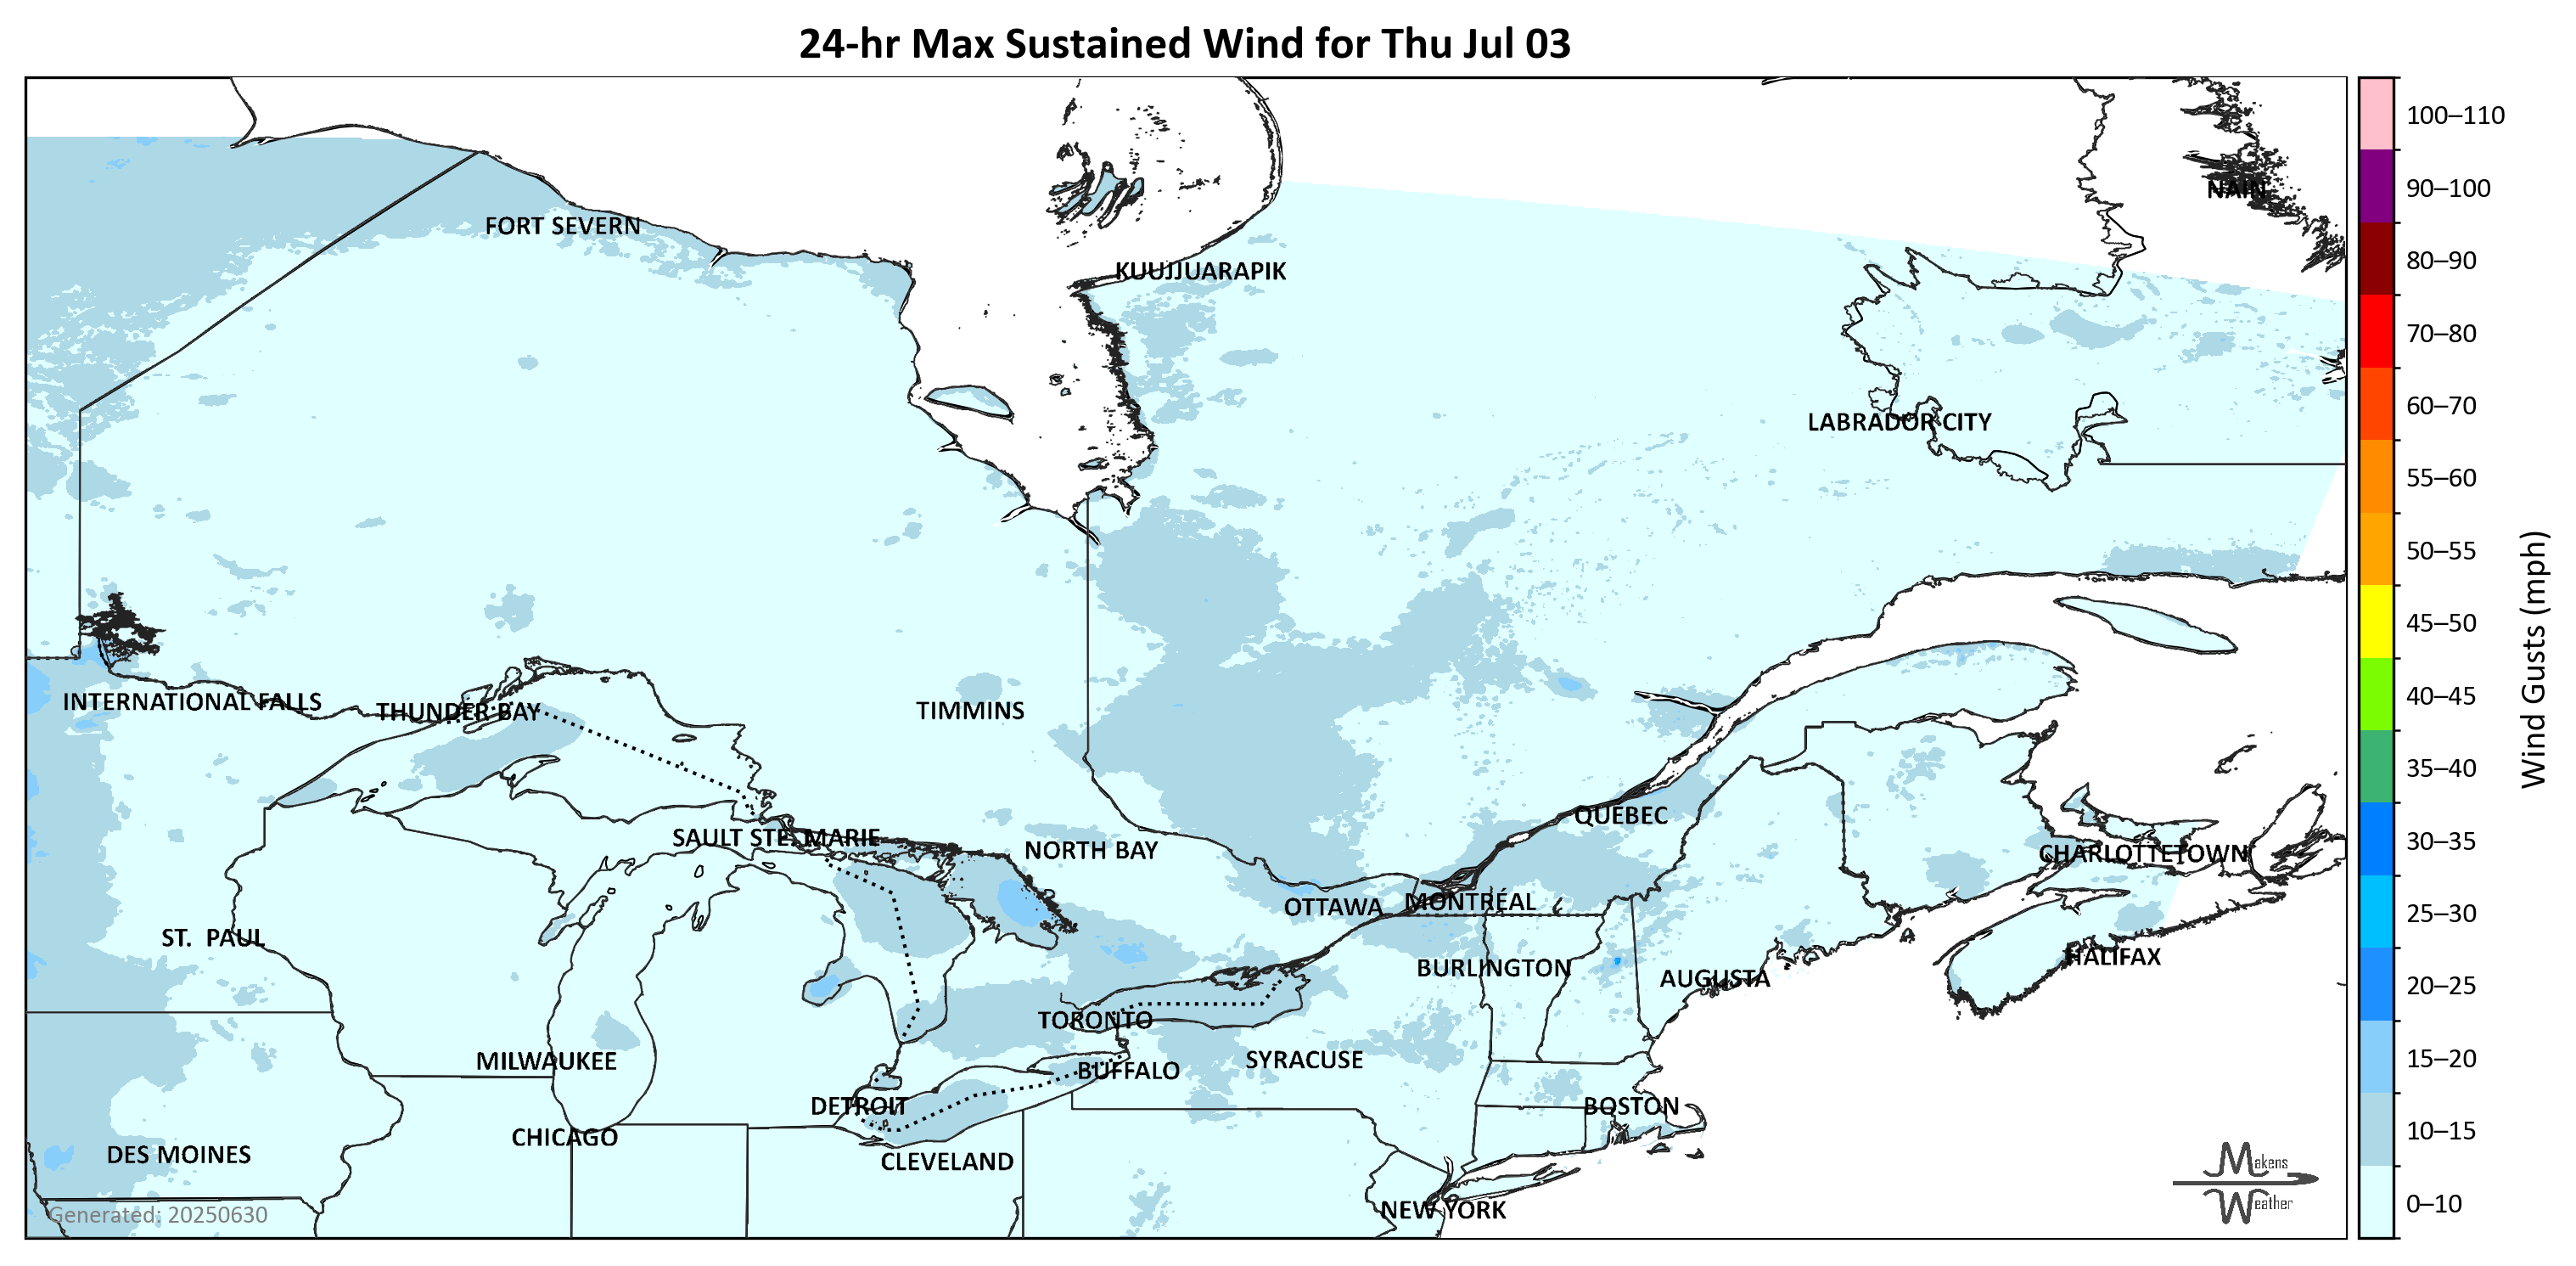 24-hr Max Sustained Wind for Thu Jul 03
100–110
90–100
NAIN
FORT SEVERN
80–90
KUUJJUARAPIK
70–80
60–70
LABRADOR CITY
55–60
50–55
45–50
Wind Gusts (mph)
40–45
INTERNATIONAL FALLS
THUNDER BAY
TIMMINS
35–40
QUÉBEC
SAULT STE. MARIE
NORTH BAY
CHARLOTTETOWN
30–35
OTTAWA
MONTRÉAL
25–30
ST. PAUL
HALIFAX
BURLINGTON
AUGUSTA
20–25
TORONTO
MILWAUKEE
SYRACUSE
15–20
BUFFALO
DETROIT
BOSTON
CHICAGO
10–15
DES MOINES
CLEVELAND
Makens
Weather
NEW YORK
0–10
Generated: 20250630